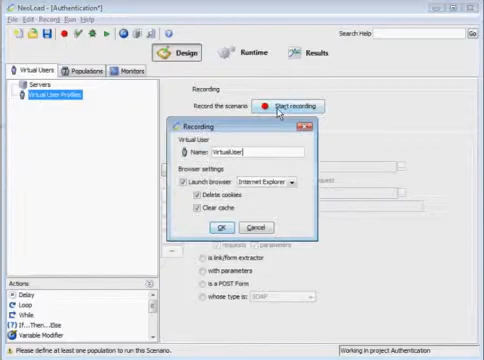 NeoLoad - [Authentication*]
File Edit Record Run Help
Search Help Go
Design Runtime Results
Virtual Users Populations Monitors
Servers
Virtual User Profiles
Recording
Record the scenario Start recording
Recording
Virtual User
Name: VirtualUser
Browser settings
Launch browser Internet Explorer
Delete cookies
Clear cache
OK Cancel
requests parameters
is link/form extractor
with parameters
is a POST Form
whose type is: SOAP
Actions
Delay
Loop
While
If...Then...Else
Variable Modifier
Please define at least one population to run this Scenario.
Working in project Authentication